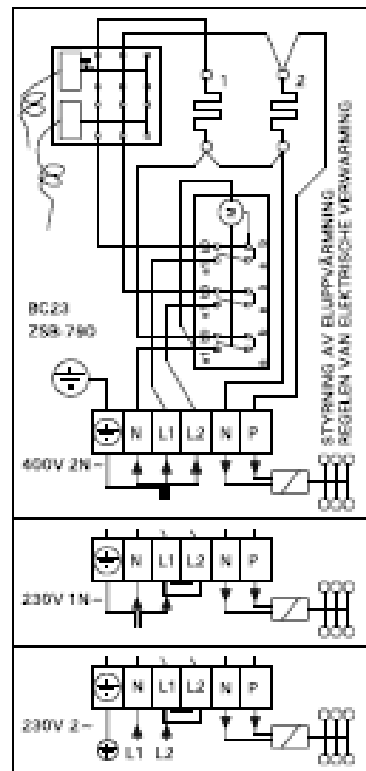 1
2
BC23
ZSB-790
STYRNING AV ELUPPVÄRMNING
REGELEN VAN ELEKTRISCHE VERWARMING
N L1 L2 N P
400V 2N~
N L1 L2 N P
230V 1N~
N L1 L2 N P
230V 2~
L1 L2